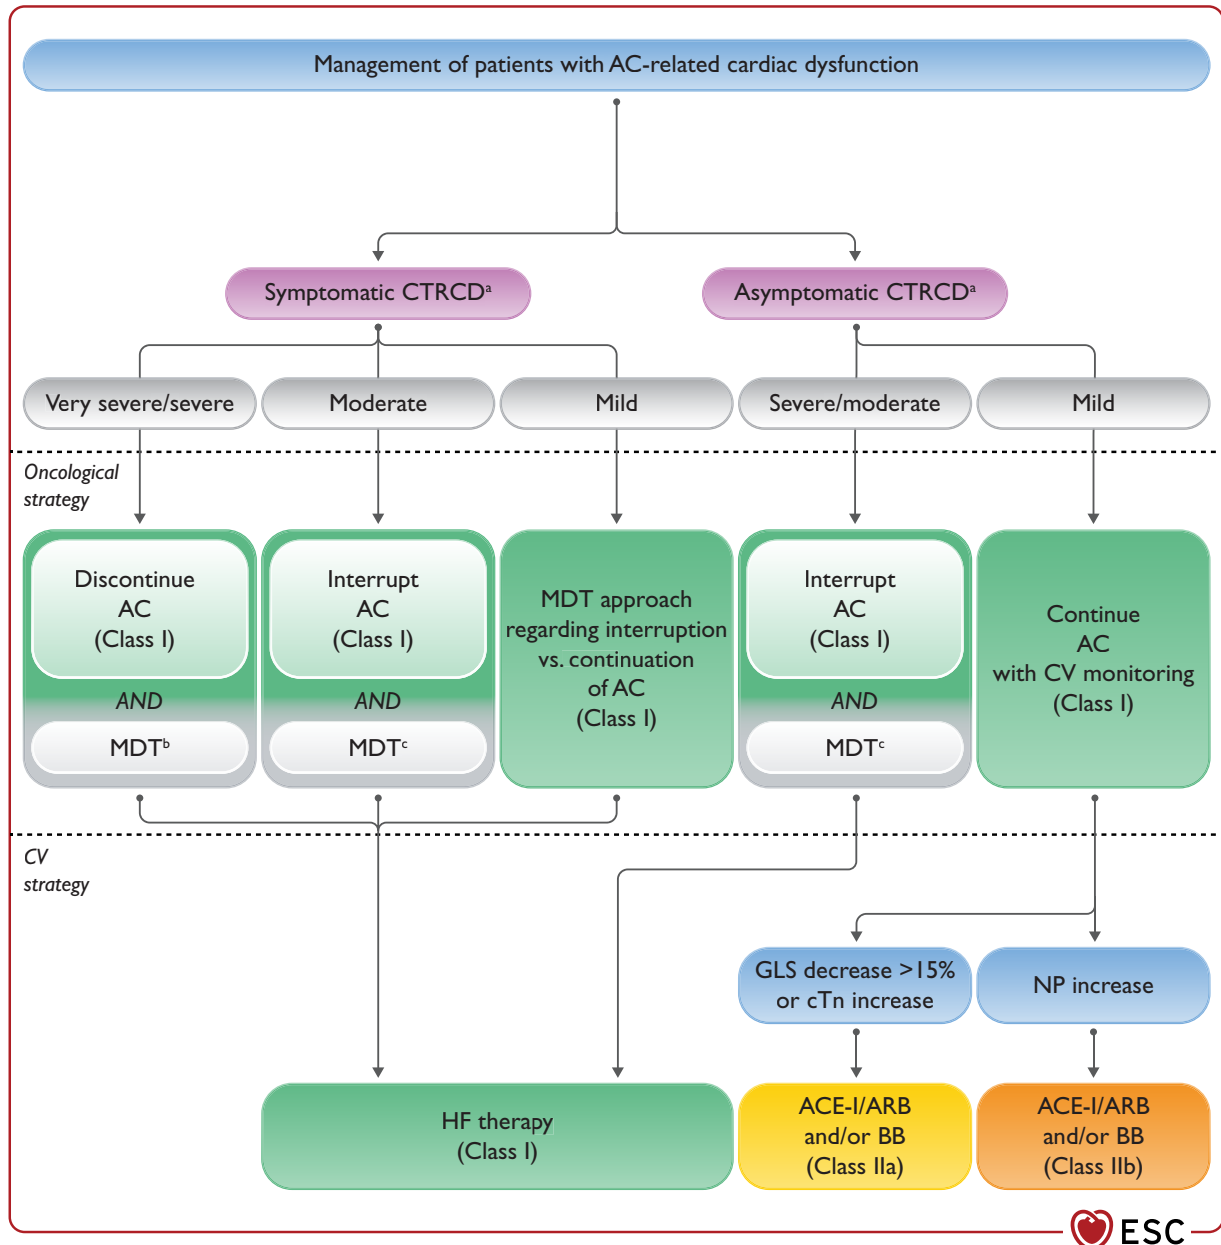 Management of patients with AC-related cardiac dysfunction
Symptomatic CTRCDª
Asymptomatic CTRCDª
Very severe/severe
Moderate
Mild
Severe/moderate
Mild
Oncological
strategy
Discontinue
AC
(Class I)
AND
MDTᵇ
Interrupt
AC
(Class I)
AND
MDTᶜ
MDT approach
regarding interruption
vs. continuation
of AC
(Class I)
Interrupt
AC
(Class I)
AND
MDTᶜ
Continue
AC
with CV monitoring
(Class I)
CV
strategy
GLS decrease >15%
or cTn increase
NP increase
HF therapy
(Class I)
ACE-I/ARB
and/or BB
(Class IIa)
ACE-I/ARB
and/or BB
(Class IIb)
ESC